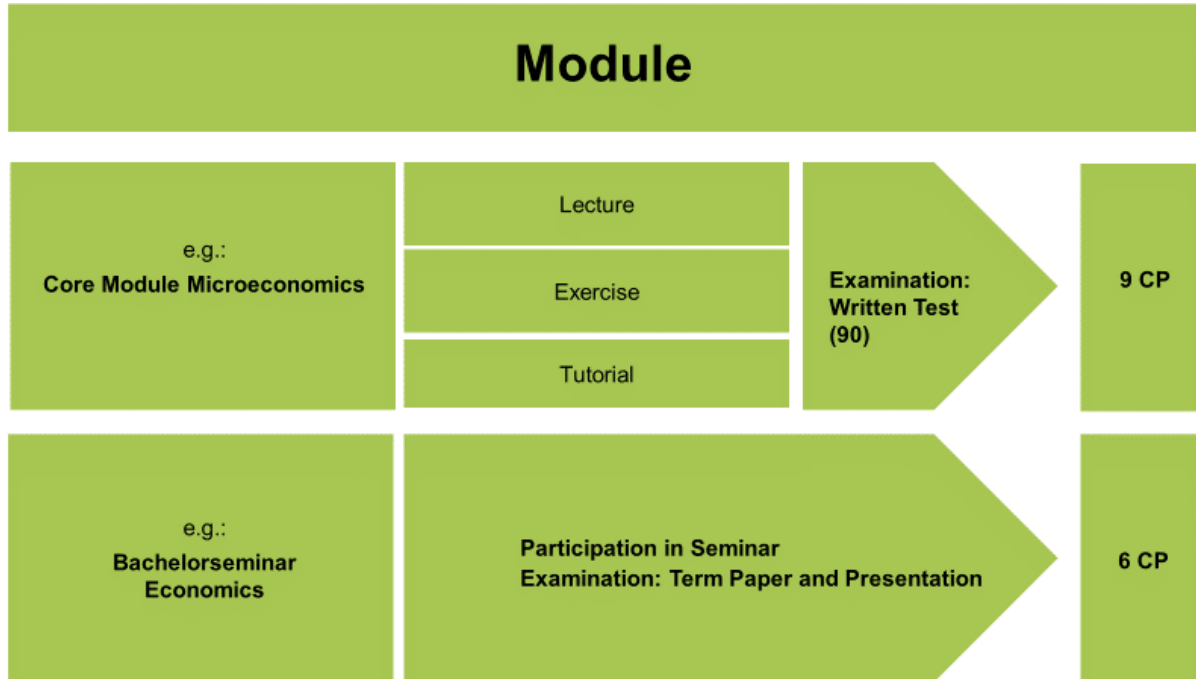 Module
e.g.:
Core Module Microeconomics
Lecture
Exercise
Tutorial
Examination:
Written Test
(90)
9 CP
e.g.:
Bachelorseminar
Economics
Participation in Seminar
Examination: Term Paper and Presentation
6 CP